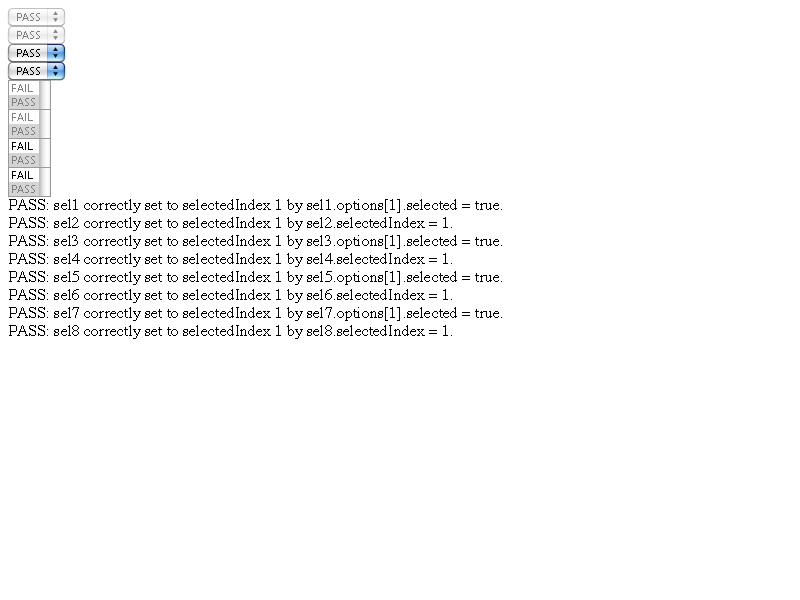 PASS
PASS
PASS
PASS
FAIL
PASS
FAIL
PASS
FAIL
PASS
FAIL
PASS
PASS: sel1 correctly set to selectedIndex 1 by sel1.options[1].selected = true.
PASS: sel2 correctly set to selectedIndex 1 by sel2.selectedIndex = 1.
PASS: sel3 correctly set to selectedIndex 1 by sel3.options[1].selected = true.
PASS: sel4 correctly set to selectedIndex 1 by sel4.selectedIndex = 1.
PASS: sel5 correctly set to selectedIndex 1 by sel5.options[1].selected = true.
PASS: sel6 correctly set to selectedIndex 1 by sel6.selectedIndex = 1.
PASS: sel7 correctly set to selectedIndex 1 by sel7.options[1].selected = true.
PASS: sel8 correctly set to selectedIndex 1 by sel8.selectedIndex = 1.